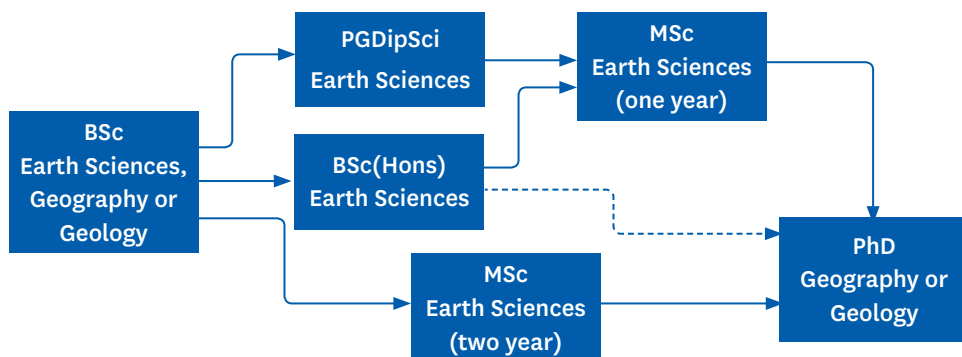 PGDipSci
Earth Sciences
MSc
Earth Sciences
(one year)
BSc
Earth Sciences,
Geography or
Geology
BSc(Hons)
Earth Sciences
MSc
Earth Sciences
(two year)
PhD
Geography or
Geology